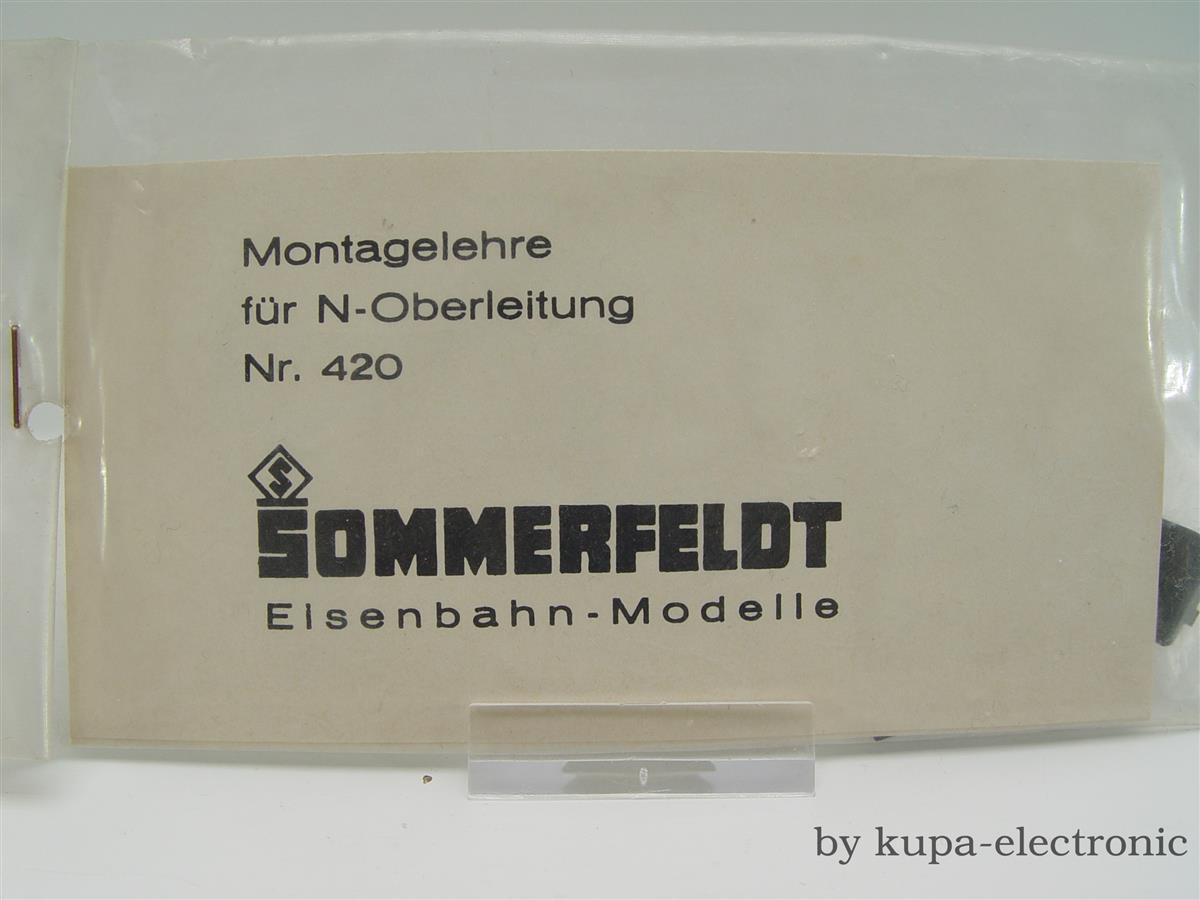 Montagelehre
für N-Oberleitung
Nr. 420
S
SOMMERFELDT
Eisenbahn-Modelle
by kupa-electronic